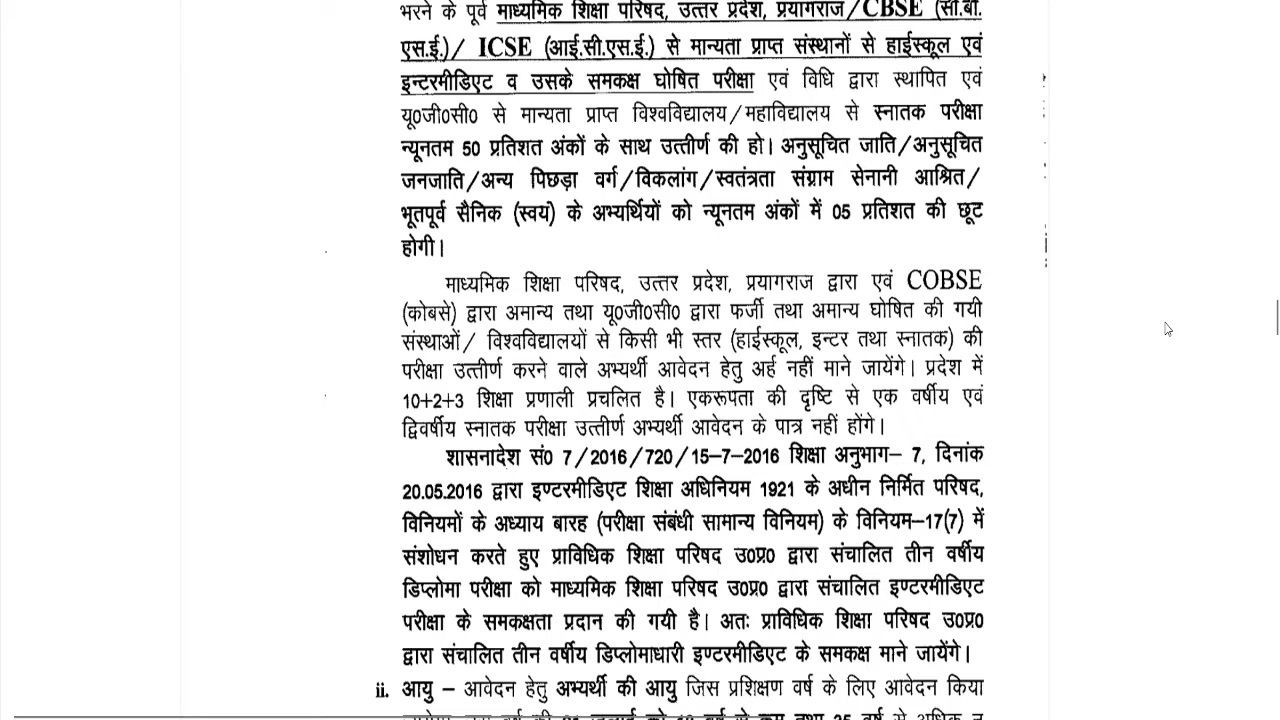 भरने के पूर्व माध्यमिक शिक्षा परिषद, उत्तर प्रदेश, प्रयागराज/CBSE (सी.बी.
एस.ई.)/ ICSE (आई.सी.एस.ई.) से मान्यता प्राप्त संस्थानों से हाईस्कूल एवं
इन्टरमीडिएट व उसके समकक्ष घोषित परीक्षा एवं विधि द्वारा स्थापित एवं
यू0जी०सी0 से मान्यता प्राप्त विश्वविद्यालय/महाविद्यालय से स्नातक परीक्षा
न्यूनतम 50 प्रतिशत अंकों के साथ उत्तीर्ण की हो। अनुसूचित जाति/अनुसूचित
जनजाति/अन्य पिछड़ा वर्ग/विकलांग/स्वतंत्रता संग्राम सेनानी आश्रित/
भूतपूर्व सैनिक (स्वयं) के अभ्यर्थियों को न्यूनतम अंकों में 05 प्रतिशत की छूट
होगी।
माध्यमिक शिक्षा परिषद, उत्तर प्रदेश, प्रयागराज द्वारा एवं COBSE
(कोबसे) द्वारा अमान्य तथा यू0जी०सी0 द्वारा फर्जी तथा अमान्य घोषित की गयी
संस्थाओं/ विश्वविद्यालयों से किसी भी स्तर (हाईस्कूल, इन्टर तथा स्नातक) की
परीक्षा उत्तीर्ण करने वाले अभ्यर्थी आवेदन हेतु अर्ह नहीं माने जायेंगे। प्रदेश में
10+2+3 शिक्षा प्रणाली प्रचलित है। एकरूपता की दृष्टि से एक वर्षीय एवं
द्विवर्षीय स्नातक परीक्षा उत्तीर्ण अभ्यर्थी आवेदन के पात्र नहीं होंगे।
शासनादेश सं0 7/2016/720/15-7-2016 शिक्षा अनुभाग- 7, दिनांक
20.05.2016 द्वारा इण्टरमीडिएट शिक्षा अधिनियम 1921 के अधीन निर्मित परिषद,
विनियमों के अध्याय बारह (परीक्षा संबंधी सामान्य विनियम) के विनियम-17(7) में
संशोधन करते हुए प्राविधिक शिक्षा परिषद उ0प्र0 द्वारा संचालित तीन वर्षीय
डिप्लोमा परीक्षा को माध्यमिक शिक्षा परिषद उ0प्र0 द्वारा संचालित इण्टरमीडिएट
परीक्षा के समकक्षता प्रदान की गयी है। अतः प्राविधिक शिक्षा परिषद उ0प्र0
द्वारा संचालित तीन वर्षीय डिप्लोमाधारी इण्टरमीडिएट के समकक्ष माने जायेंगे।
ii. आयु – आवेदन हेतु अभ्यर्थी की आयु जिस प्रशिक्षण वर्ष के लिए आवेदन किया